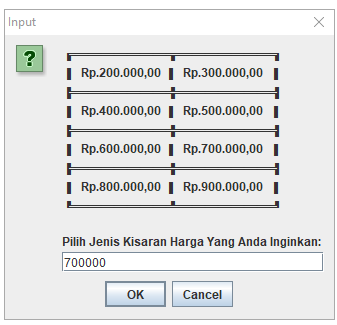 Input
?
Rp.200.000,00 Rp.300.000,00
Rp.400.000,00 Rp.500.000,00
Rp.600.000,00 Rp.700.000,00
Rp.800.000,00 Rp.900.000,00
Pilih Jenis Kisaran Harga Yang Anda Inginkan:
700000
OK Cancel